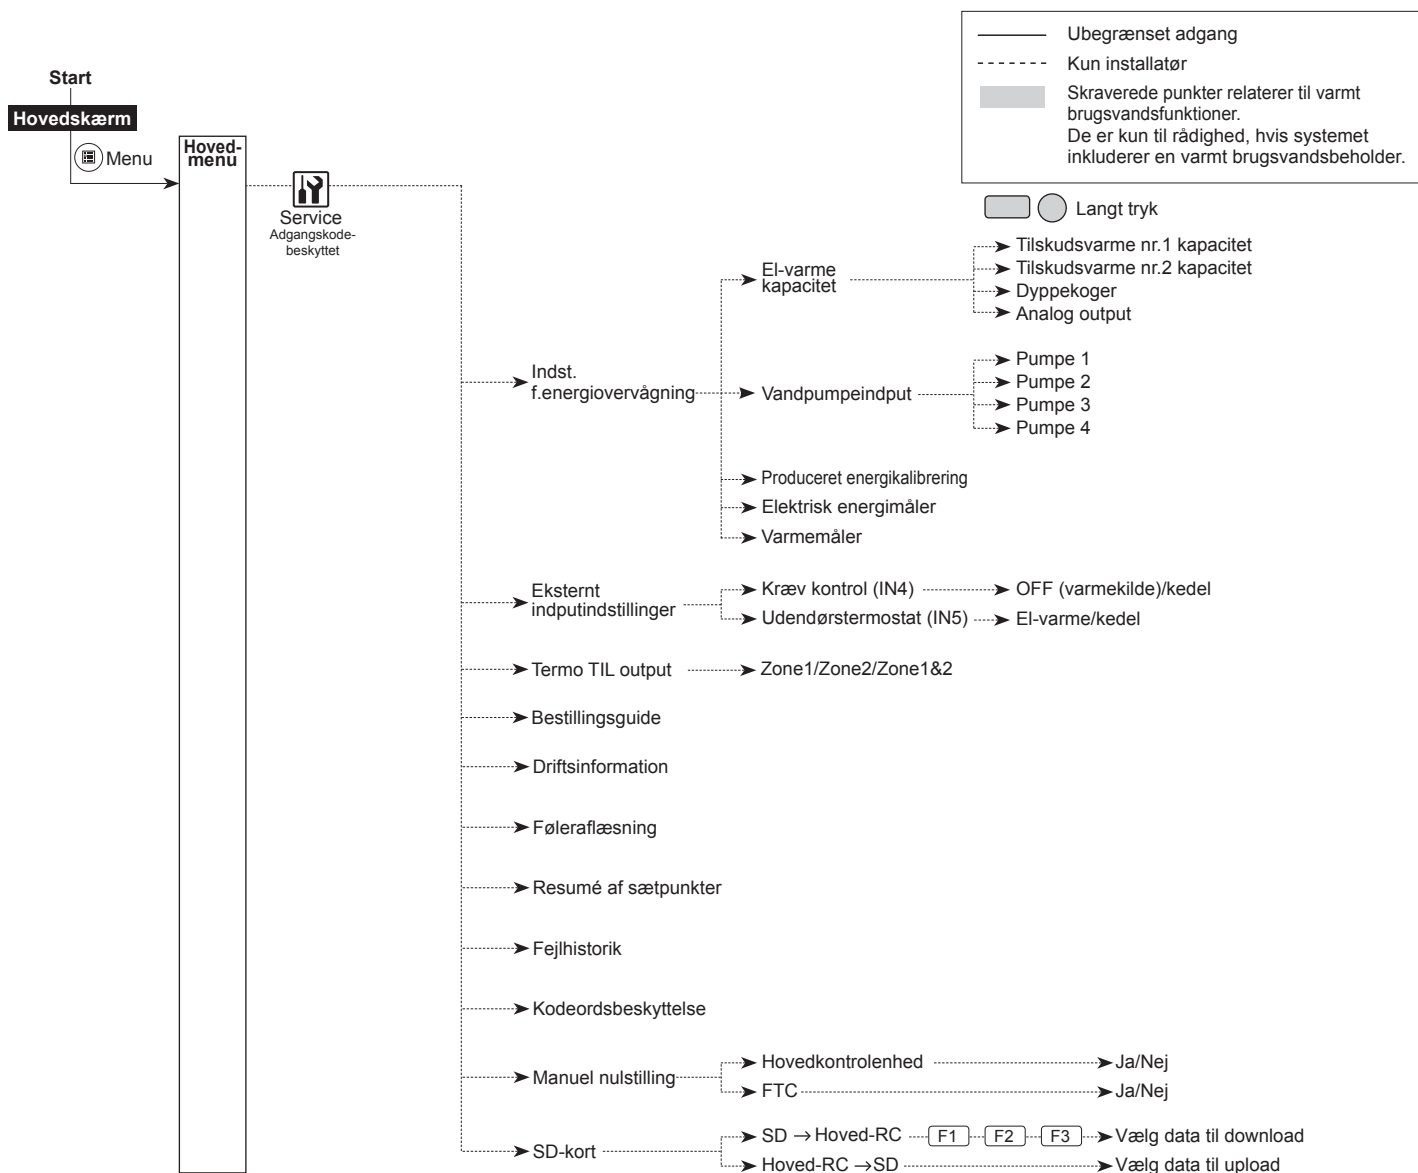 Ubegrænset adgang
Kun installatør
Skraverede punkter relaterer til varmt
brugsvandsfunktioner.
De er kun til rådighed, hvis systemet
inkluderer en varmt brugsvandsbeholder.
Langt tryk
Start
Hovedskærm
Menu
Hoved-
menu
Service
Adgangskode-
beskyttet
Indst.
f.energiovervågning
El-varme
kapacitet
Tilskudsvarme nr.1 kapacitet
Tilskudsvarme nr.2 kapacitet
Dyppekoger
Analog output
Vandpumpeindput
Pumpe 1
Pumpe 2
Pumpe 3
Pumpe 4
Produceret energikalibrering
Elektrisk energimåler
Varmemåler
Eksternt
indputindstillinger
Kræv kontrol (IN4)
OFF (varmekilde)/kedel
Udendørstermostat (IN5)
El-varme/kedel
Termo TIL output
Zone1/Zone2/Zone1&2
Bestillingsguide
Driftsinformation
Føleraflæsning
Resumé af sætpunkter
Fejlhistorik
Kodeordsbeskyttelse
Manuel nulstilling
Hovedkontrolenhed
Ja/Nej
FTC
Ja/Nej
SD-kort
SD → Hoved-RC
F1
F2
F3
Vælg data til download
Hoved-RC → SD
Vælg data til upload